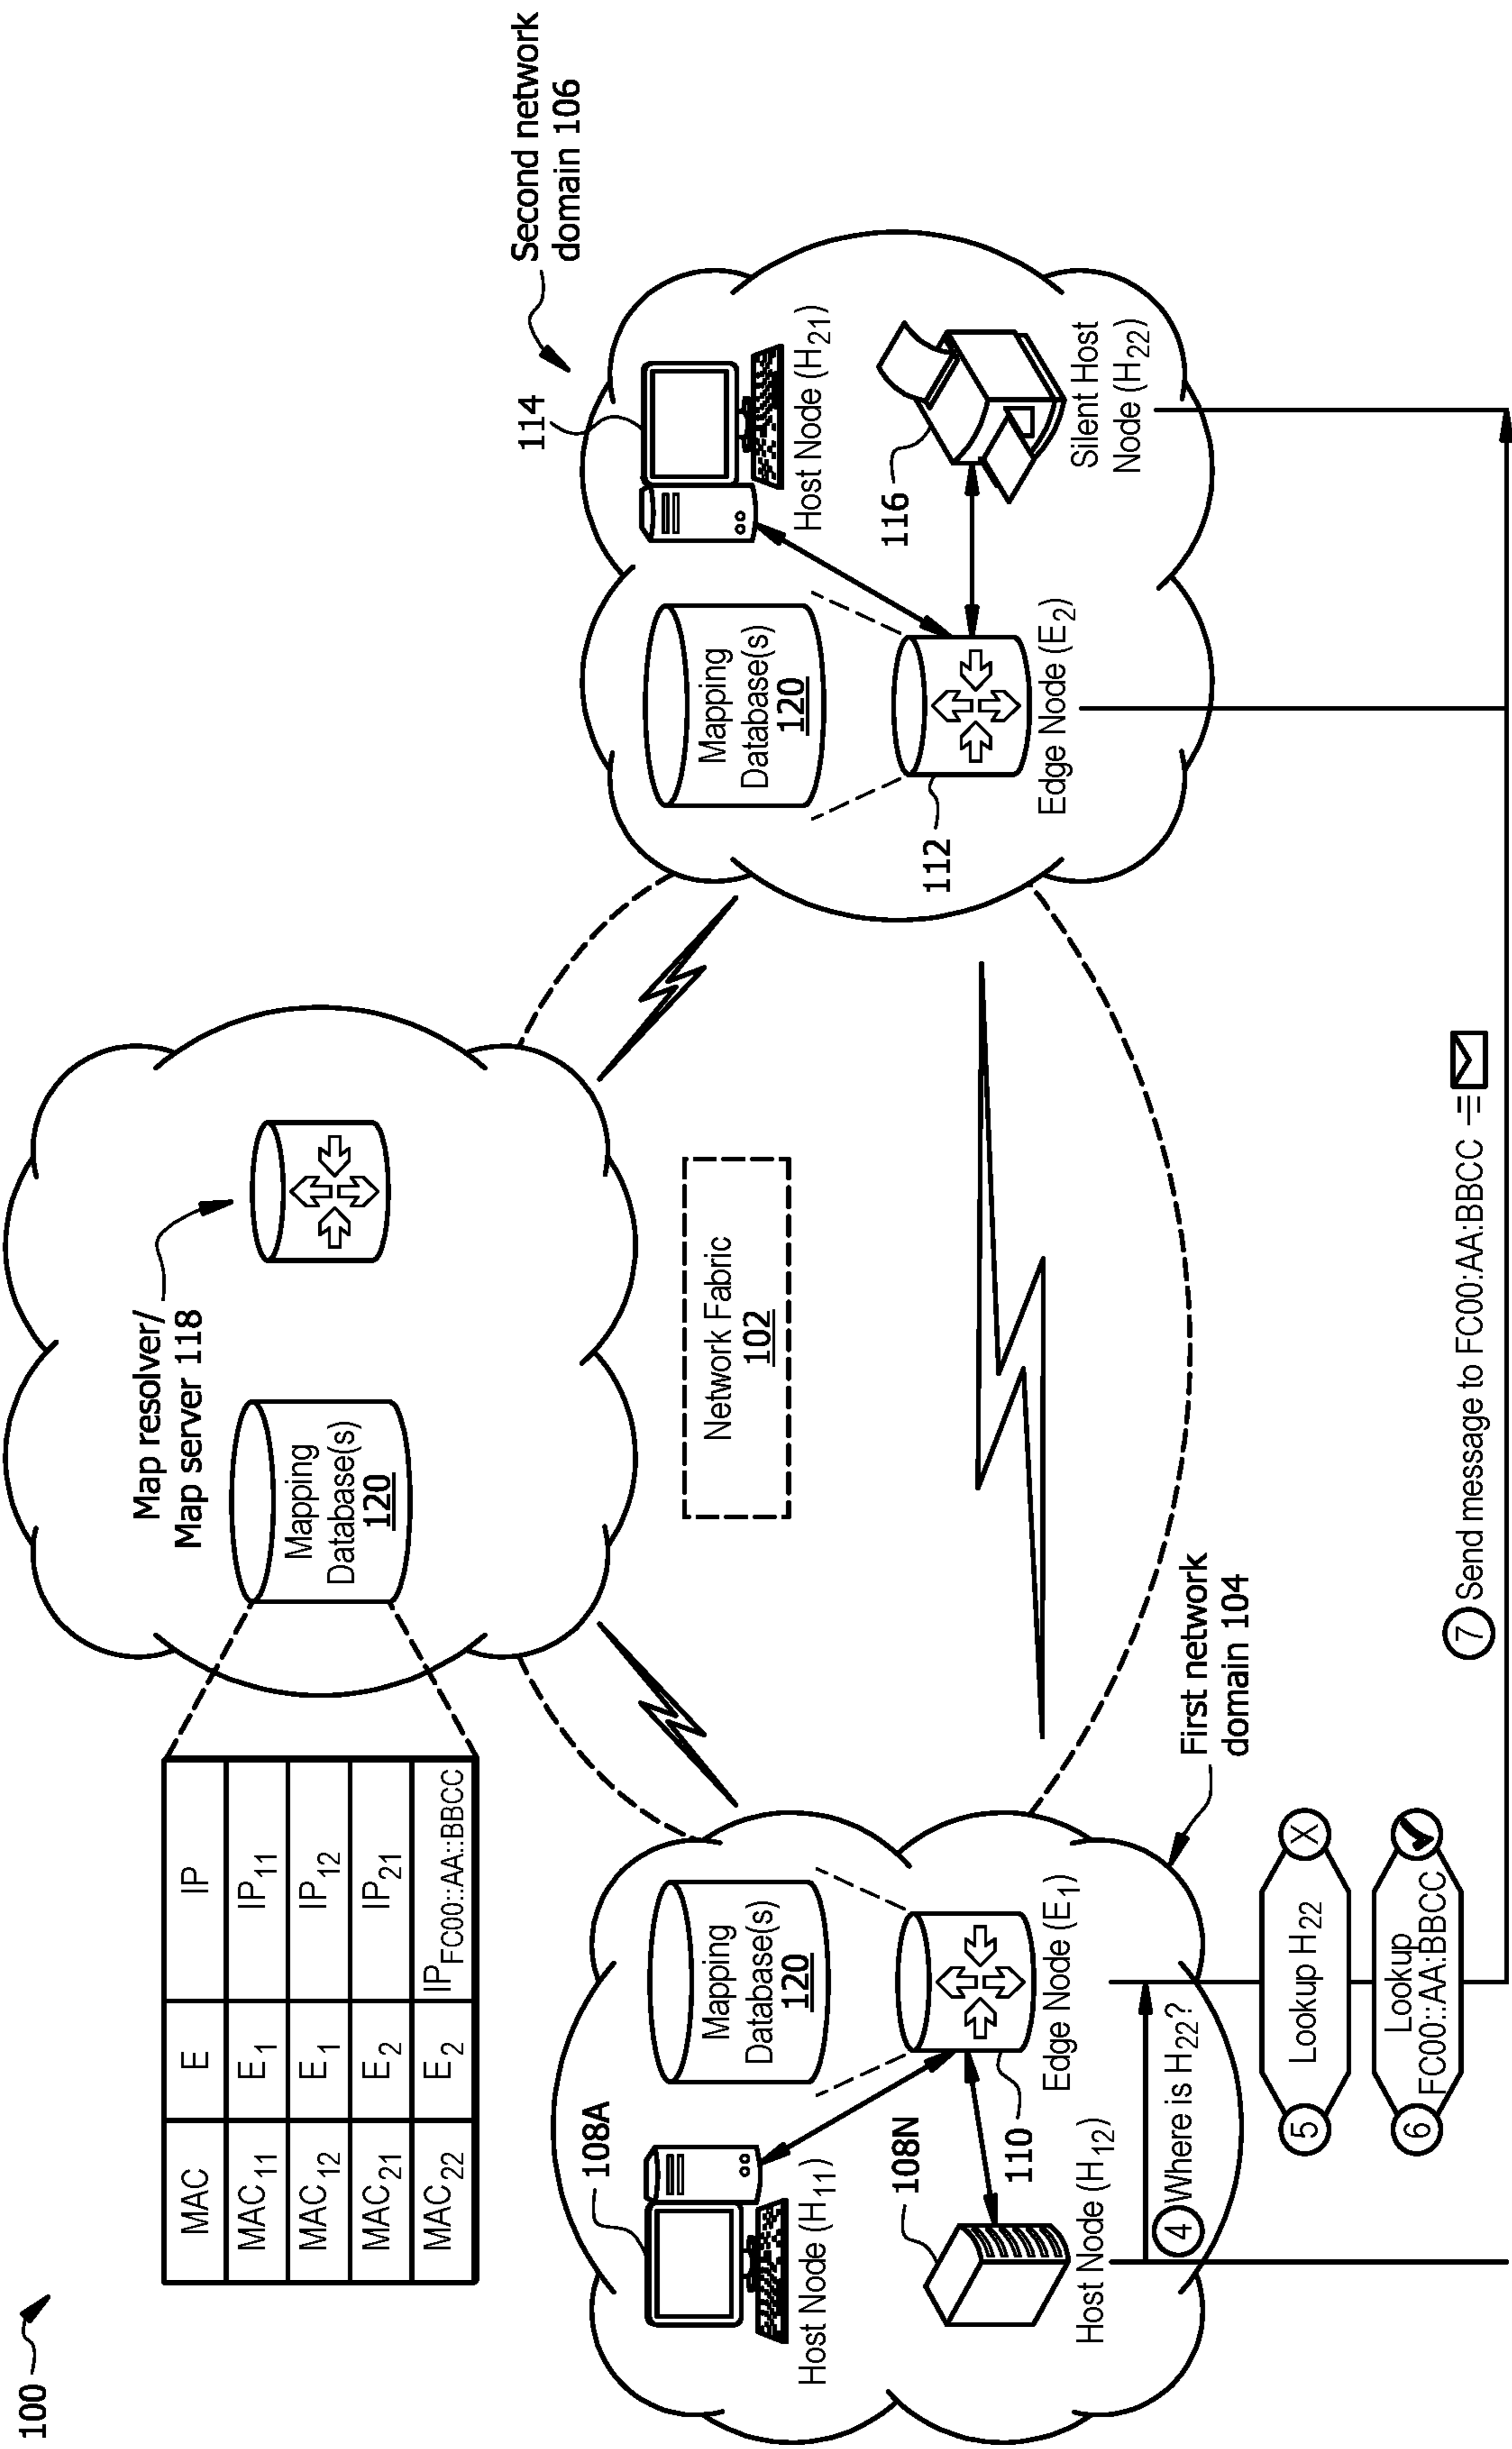 100
MAC E IP
MAC11 E1 IP11
MAC12 E1 IP12
MAC21 E2 IP21
MAC22 E2 IPFC00::AA::BBCC
Map resolver/
Map server 118
Mapping
Database(s)
120
Network Fabric
102
Second network
domain 106
114
Host Node (H21)
Mapping
Database(s)
120
116
Silent Host
Node (H22)
112
Edge Node (E2)
First network
domain 104
108A
Host Node (H11)
Mapping
Database(s)
120
108N
Host Node (H12)
110
Edge Node (E1)
4 Where is H22?
5 Lookup H22 X
6 Lookup
FC00::AA:BBCC
7 Send message to FC00:AA:BBCC